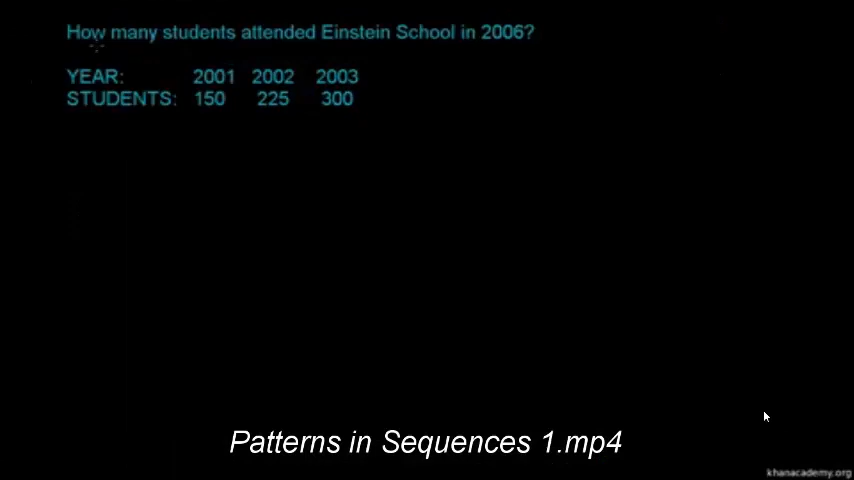 How many students attended Einstein School in 2006?
YEAR: 2001 2002 2003
STUDENTS: 150 225 300
Patterns in Sequences 1.mp4
khanacademy.org